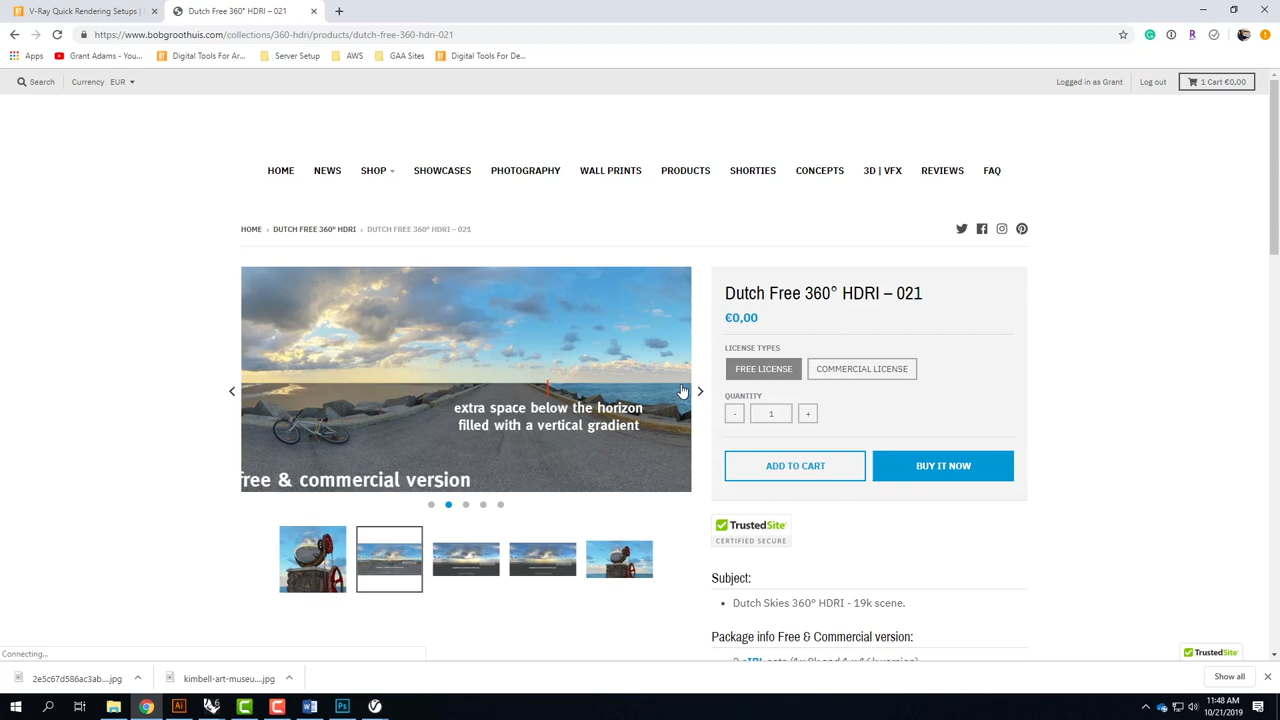 V-Ray Quick Rendering Setups |
Dutch Free 360° HDRI – 021
https://www.bobgroothuis.com/collections/360-hdri/products/dutch-free-360-hdri-021
Apps
Grant Adams - You...
Digital Tools For Ar...
Server Setup
AWS
GAA Sites
Digital Tools For De...
Search
Currency EUR
Logged in as Grant
Log out
1 Cart €0,00
HOME NEWS SHOP SHOWCASES PHOTOGRAPHY WALL PRINTS PRODUCTS SHORTIES CONCEPTS 3D | VFX REVIEWS FAQ
HOME › DUTCH FREE 360° HDRI › DUTCH FREE 360° HDRI – 021
extra space below the horizon
filled with a vertical gradient
free & commercial version
Dutch Free 360° HDRI – 021
€0,00
LICENSE TYPES
FREE LICENSE
COMMERCIAL LICENSE
QUANTITY
- 1 +
ADD TO CART
BUY IT NOW
TrustedSite
CERTIFIED SECURE
Subject:
• Dutch Skies 360° HDRI - 19k scene.
Package info Free & Commercial version:
Connecting...
TrustedSite
2e5c67d586ac3ab....jpg
kimbell-art-museu....jpg
Show all
11:48 AM
10/21/2019